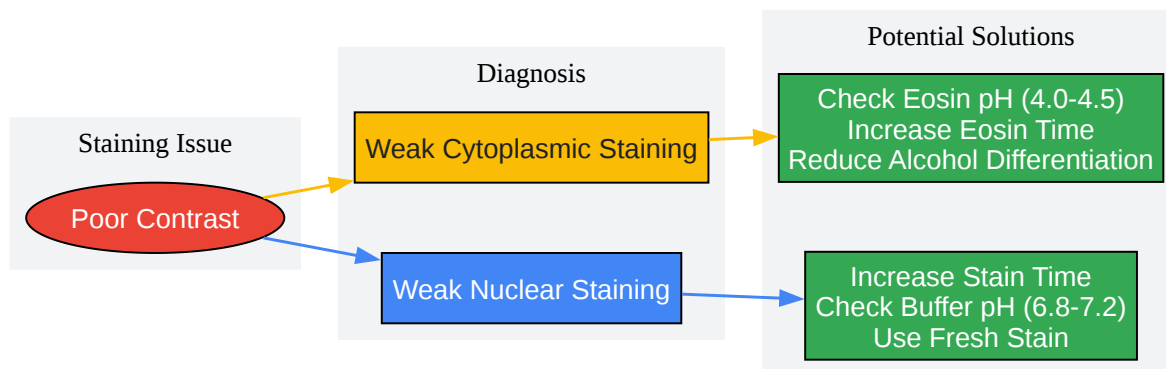 Staining Issue
Poor Contrast
Diagnosis
Weak Cytoplasmic Staining
Weak Nuclear Staining
Potential Solutions
Check Eosin pH (4.0-4.5)
Increase Eosin Time
Reduce Alcohol Differentiation
Increase Stain Time
Check Buffer pH (6.8-7.2)
Use Fresh Stain